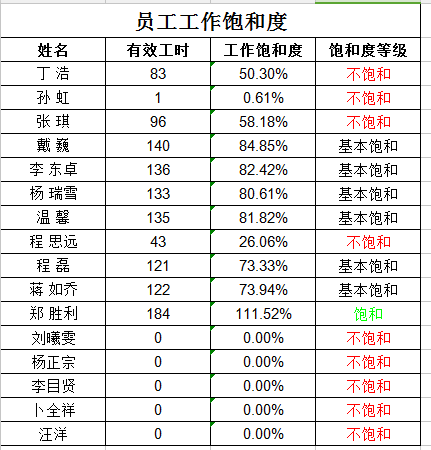 员工工作饱和度
姓名 有效工时 工作饱和度 饱和度等级
丁 浩 83 50.30% 不饱和
孙 虹 1 0.61% 不饱和
张 琪 96 58.18% 不饱和
戴 巍 140 84.85% 基本饱和
李 东卓 136 82.42% 基本饱和
杨 瑞雪 133 80.61% 基本饱和
温 馨 135 81.82% 基本饱和
程 思远 43 26.06% 不饱和
程 磊 121 73.33% 基本饱和
蒋 如乔 122 73.94% 基本饱和
郑 胜利 184 111.52% 饱和
刘曦雯 0 0.00% 不饱和
杨正宗 0 0.00% 不饱和
李目贤 0 0.00% 不饱和
卜全祥 0 0.00% 不饱和
汪洋 0 0.00% 不饱和